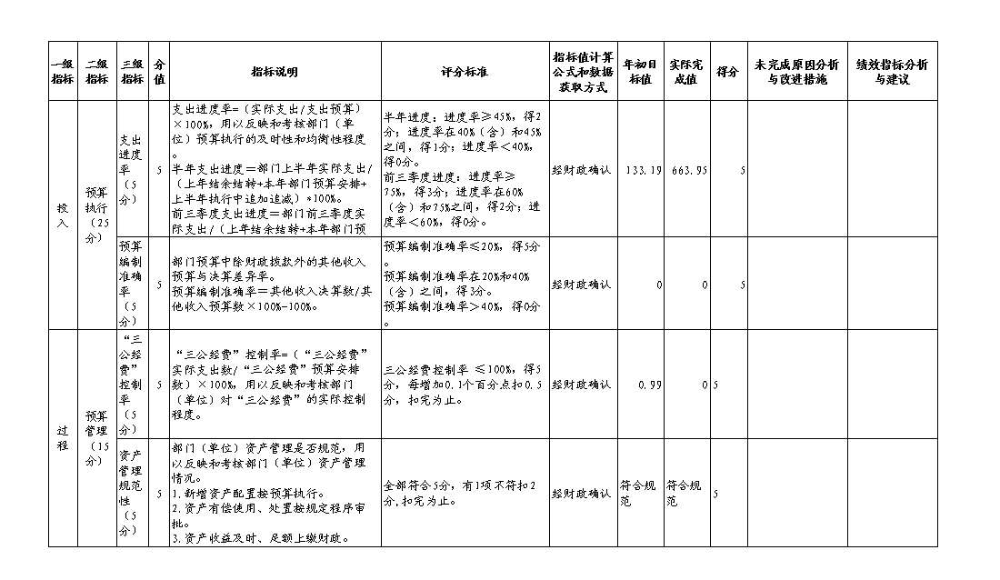 一级指标
二级指标
三级指标
分值
指标说明
评分标准
指标值计算公式和数据获取方式
年初目标值
实际完成值
得分
未完成原因分析与改进措施
绩效指标分析与建议
投入
预算执行（25分）
支出进度率（5分）
5
支出进度率=（实际支出/支出预算）
×100%，用以反映和考核部门（单
位）预算执行的及时性和均衡性程度
。
半年支出进度＝部门上半年实际支出/
（上年结余结转+本年部门预算安排+
上半年执行中追加追减）*100%。
前三季度支出进度＝部门前三季度实
际支出/（上年结余结转+本年部门预
半年进度：进度率≥45%，得2
分；进度率在40%（含）和45%
之间，得1分；进度率＜40%，
得0分。
前三季度进度：进度率≥
75%，得3分；进度率在60%
（含）和75%之间，得2分；进
度率＜60%，得0分。
经财政确认
133.19
663.95
5
预算编制准确率（5分）
5
部门预算中除财政拨款外的其他收入
预算与决算差异率。
预算编制准确率＝其他收入决算数/其
他收入预算数×100%-100%。
预算编制准确率≤20%，得5分
。
预算编制准确率在20%和40%
（含）之间，得3分。
预算编制准确率＞40%，得0分
。
经财政确认
0
0
5
过程
预算管理（15分）
“三公经费”控制率（5分）
5
“三公经费”控制率=（“三公经费”
实际支出数/“三公经费”预算安排
数）×100%，用以反映和考核部门
（单位）对“三公经费”的实际控制
程度。
三公经费控制率 ≤100%，得5
分，每增加0.1个百分点扣0.5
分，扣完为止。
经财政确认
0.99
0
5
资产管理规范性（5分）
5
部门（单位）资产管理是否规范，用
以反映和考核部门（单位）资产管理
情况。
1.新增资产配置按预算执行。
2.资产有偿使用、处置按规定程序审
批。
3.资产收益及时、足额上缴财政。
全部符合5分，有1项不符扣2
分,扣完为止。
经财政确认
符合规范
符合规范
5